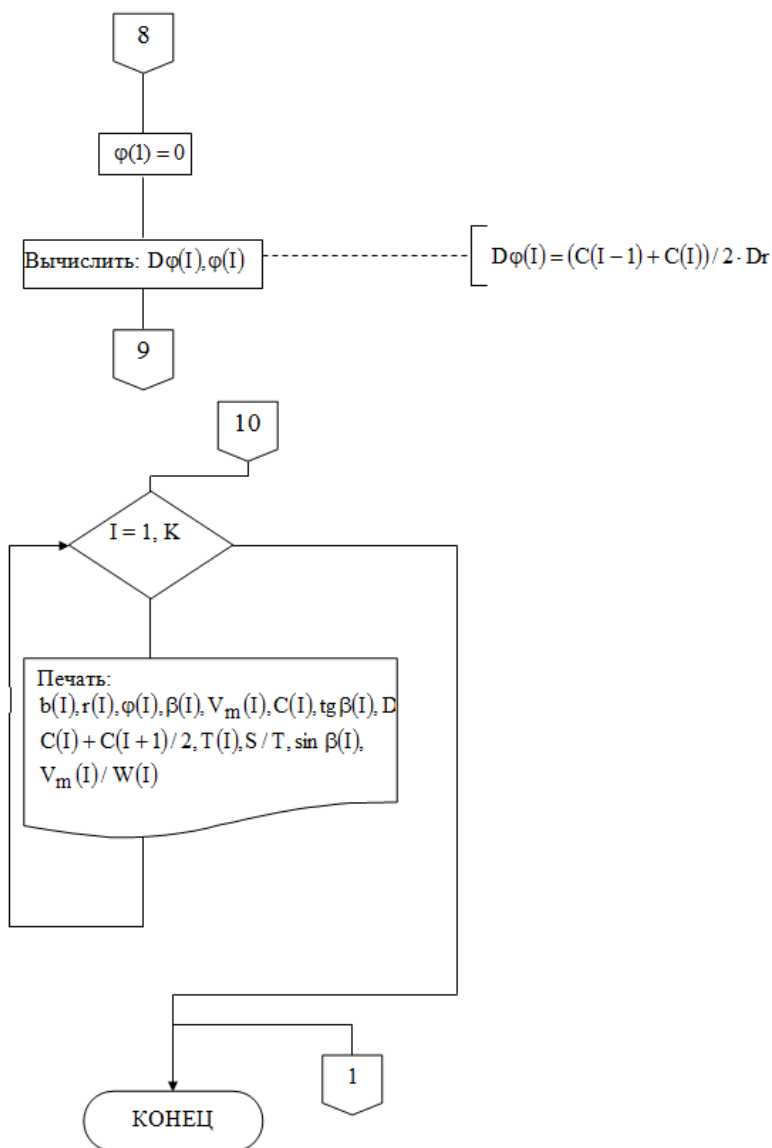 8
φ(1) = 0
Вычислить: Dφ(I), φ(I)
Dφ(I) = (C(I − 1) + C(I))/2 · Dr
9
10
I = 1, K
Печать:
b(I), r(I), φ(I), β(I), Vm(I), C(I), tg β(I), D
C(I) + C(I + 1)/2, T(I), S / T, sin β(I),
Vm(I) / W(I)
1
КОНЕЦ